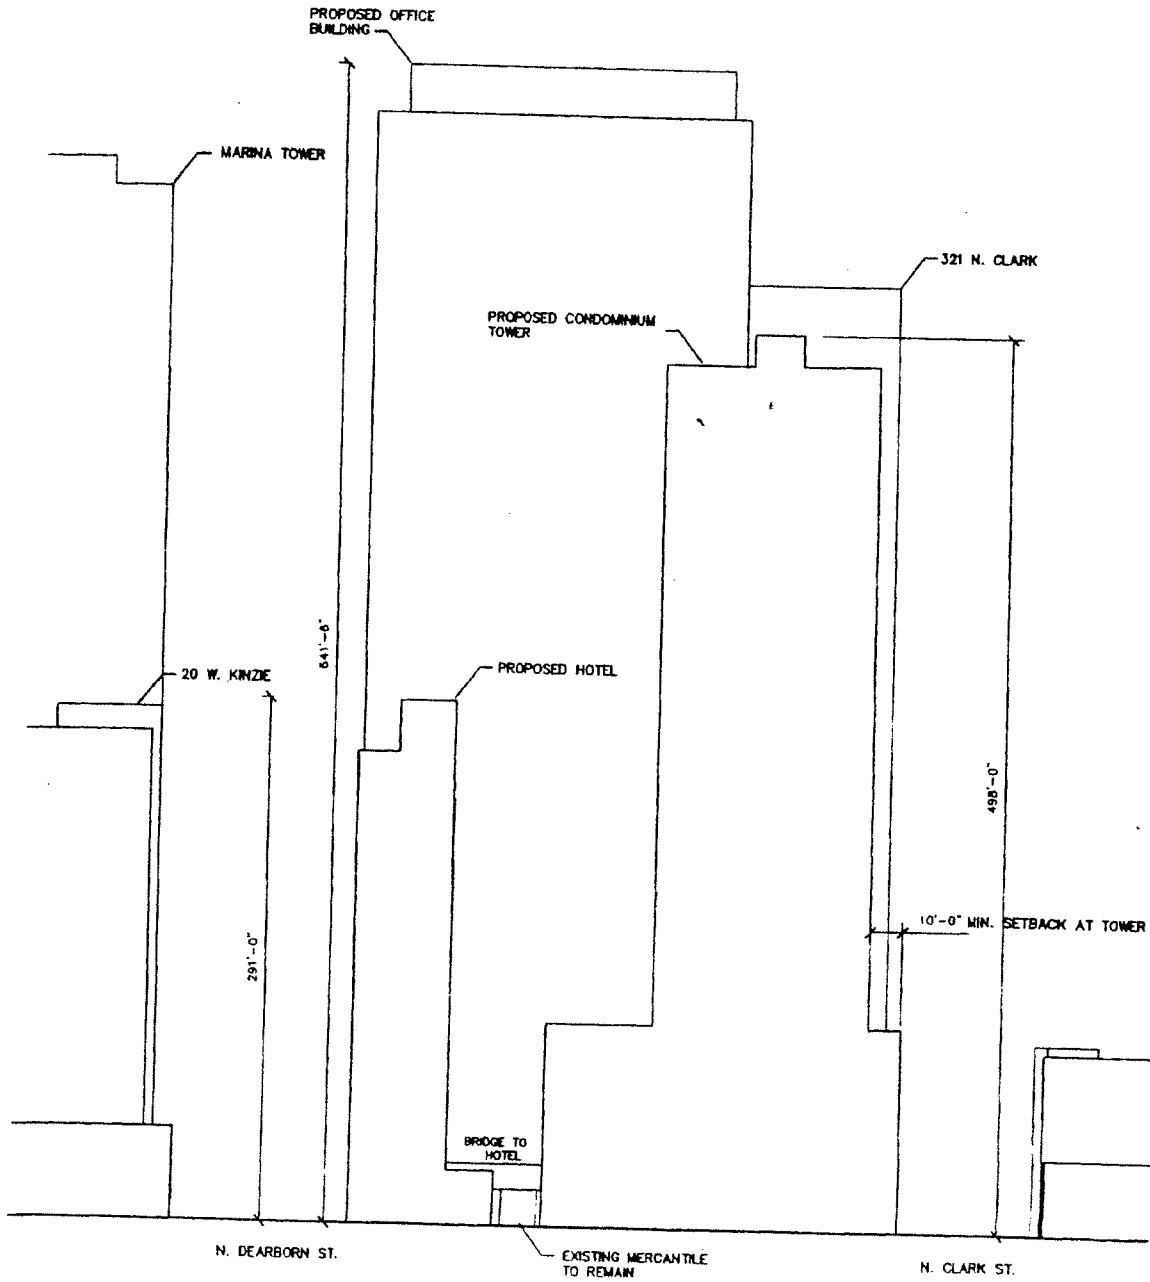 PROPOSED OFFICE
BUILDING
MARINA TOWER
321 N. CLARK
PROPOSED CONDOMINIUM
TOWER
641'-6"
20 W. KINZIE
PROPOSED HOTEL
498'-0"
291'-0"
10'-0" MIN. SETBACK AT TOWER
BRIDGE TO
HOTEL
N. DEARBORN ST.
EXISTING MERCANTILE
TO REMAIN
N. CLARK ST.